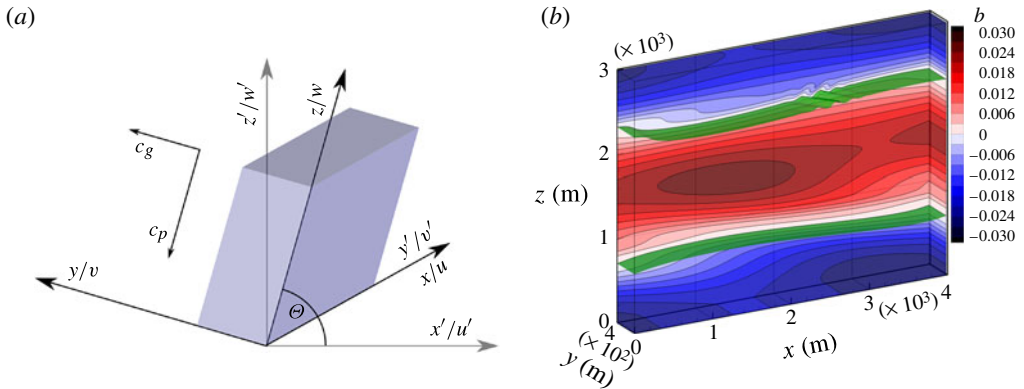 (a)
z′/w′
z/w
c_g
c_p
y′/v′
x/u
y/v
Θ
x′/u′
(b)
(× 10³)
3
2
z (m)
1
0
4
(× 10²)
y (m)
0
1
2
3
4
(× 10³)
x (m)
b
0.030
0.024
0.018
0.012
0.006
0
−0.006
−0.012
−0.018
−0.024
−0.030